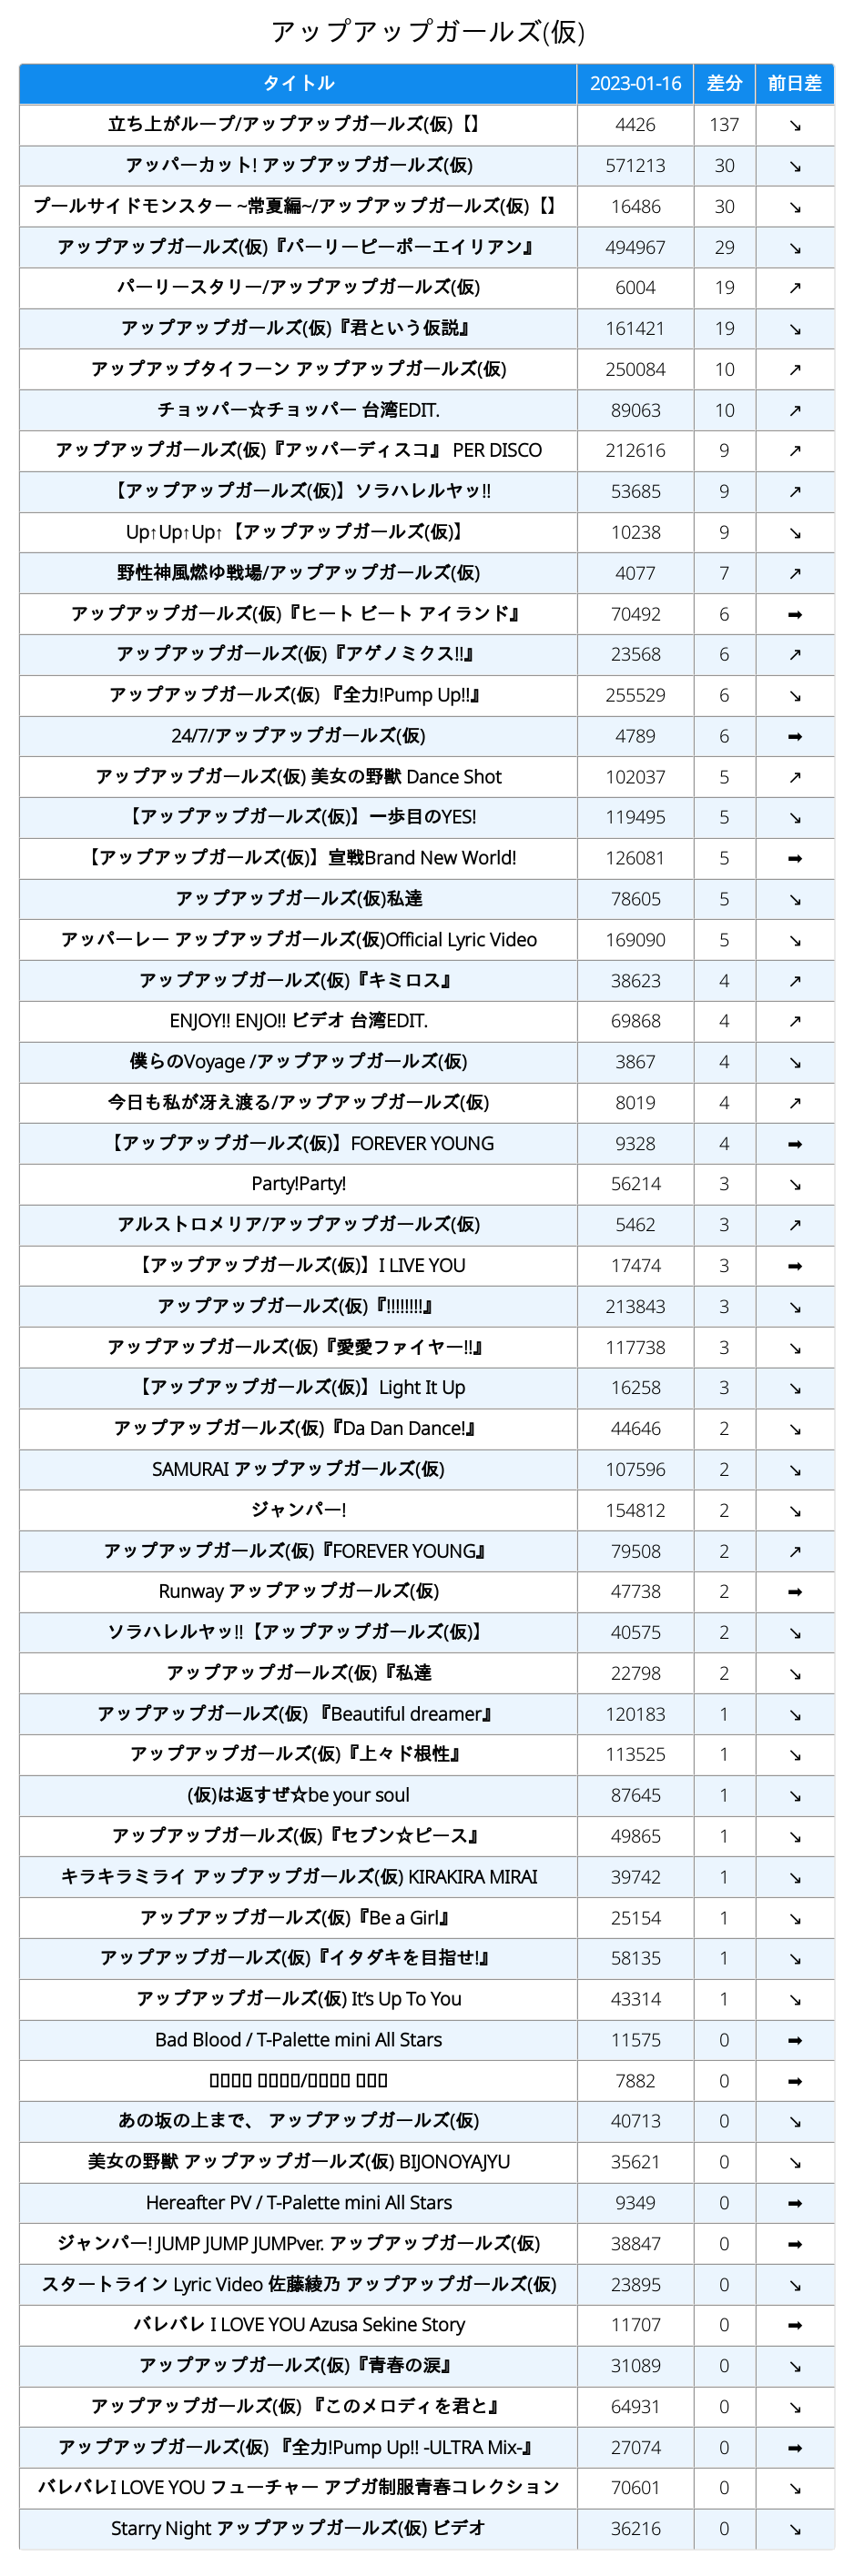 アップアップガールズ(仮)
タイトル 2023-01-16 差分 前日差
立ち上がループ/アップアップガールズ(仮)【】 4426 137 ↘
アッパーカット! アップアップガールズ(仮) 571213 30 ↘
プールサイドモンスター ~常夏編~/アップアップガールズ(仮)【】 16486 30 ↘
アップアップガールズ(仮)『パーリーピーポーエイリアン』 494967 29 ↘
パーリースタリー/アップアップガールズ(仮) 6004 19 ↗
アップアップガールズ(仮)『君という仮説』 161421 19 ↘
アップアップタイフーン アップアップガールズ(仮) 250084 10 ↗
チョッパー☆チョッパー 台湾EDIT. 89063 10 ↗
アップアップガールズ(仮)『アッパーディスコ』 PER DISCO 212616 9 ↗
【アップアップガールズ(仮)】ソラハレルヤッ!! 53685 9 ↗
Up↑Up↑Up↑【アップアップガールズ(仮)】 10238 9 ↘
野性神風燃ゆ戦場/アップアップガールズ(仮) 4077 7 ↗
アップアップガールズ(仮)『ヒート ビート アイランド』 70492 6 ➡
アップアップガールズ(仮)『アゲノミクス!!』 23568 6 ↗
アップアップガールズ(仮) 『全力!Pump Up!!』 255529 6 ↘
24/7/アップアップガールズ(仮) 4789 6 ➡
アップアップガールズ(仮) 美女の野獣 Dance Shot 102037 5 ↗
【アップアップガールズ(仮)】一歩目のYES! 119495 5 ↘
【アップアップガールズ(仮)】宣戦Brand New World! 126081 5 ➡
アップアップガールズ(仮)私達 78605 5 ↘
アッパーレー アップアップガールズ(仮)Official Lyric Video 169090 5 ↘
アップアップガールズ(仮)『キミロス』 38623 4 ↗
ENJOY!! ENJO!! ビデオ 台湾EDIT. 69868 4 ↗
僕らのVoyage /アップアップガールズ(仮) 3867 4 ↘
今日も私が冴え渡る/アップアップガールズ(仮) 8019 4 ↗
【アップアップガールズ(仮)】FOREVER YOUNG 9328 4 ➡
Party!Party! 56214 3 ↘
アルストロメリア/アップアップガールズ(仮) 5462 3 ↗
【アップアップガールズ(仮)】I LIVE YOU 17474 3 ➡
アップアップガールズ(仮)『!!!!!!!!』 213843 3 ↘
アップアップガールズ(仮)『愛愛ファイヤー!!』 117738 3 ↘
【アップアップガールズ(仮)】Light It Up 16258 3 ↘
アップアップガールズ(仮)『Da Dan Dance!』 44646 2 ↘
SAMURAI アップアップガールズ(仮) 107596 2 ↘
ジャンパー! 154812 2 ↘
アップアップガールズ(仮)『FOREVER YOUNG』 79508 2 ↗
Runway アップアップガールズ(仮) 47738 2 ➡
ソラハレルヤッ!!【アップアップガールズ(仮)】 40575 2 ↘
アップアップガールズ(仮)『私達 22798 2 ↘
アップアップガールズ(仮) 『Beautiful dreamer』 120183 1 ↘
アップアップガールズ(仮)『上々ド根性』 113525 1 ↘
(仮)は返すぜ☆be your soul 87645 1 ↘
アップアップガールズ(仮)『セブン☆ピース』 49865 1 ↘
キラキラミライ アップアップガールズ(仮) KIRAKIRA MIRAI 39742 1 ↘
アップアップガールズ(仮)『Be a Girl』 25154 1 ↘
アップアップガールズ(仮)『イタダキを目指せ!』 58135 1 ↘
アップアップガールズ(仮) It's Up To You 43314 1 ↘
Bad Blood / T-Palette mini All Stars 11575 0 ➡
7882 0 ➡
あの坂の上まで、 アップアップガールズ(仮) 40713 0 ↘
美女の野獣 アップアップガールズ(仮) BIJONOYAJYU 35621 0 ↘
Hereafter PV / T-Palette mini All Stars 9349 0 ➡
ジャンパー! JUMP JUMP JUMPver. アップアップガールズ(仮) 38847 0 ➡
スタートライン Lyric Video 佐藤綾乃 アップアップガールズ(仮) 23895 0 ↘
バレバレ I LOVE YOU Azusa Sekine Story 11707 0 ➡
アップアップガールズ(仮)『青春の涙』 31089 0 ↘
アップアップガールズ(仮) 『このメロディを君と』 64931 0 ↘
アップアップガールズ(仮) 『全力!Pump Up!! -ULTRA Mix-』 27074 0 ➡
バレバレI LOVE YOU フューチャー アプガ制服青春コレクション 70601 0 ↘
Starry Night アップアップガールズ(仮) ビデオ 36216 0 ↘